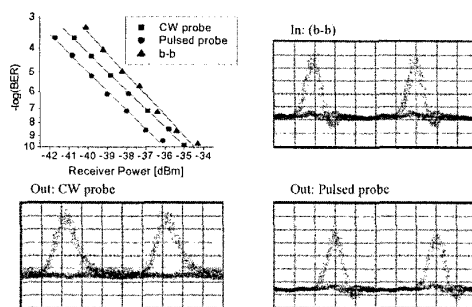 3
4
5
6
7
8
9
10
-log(BER)
CW probe
Pulsed probe
b-b
-42 -41 -40 -39 -38 -37 -36 -35 -34
Receiver Power [dBm]
In: (b-b)
Out: CW probe
Out: Pulsed probe